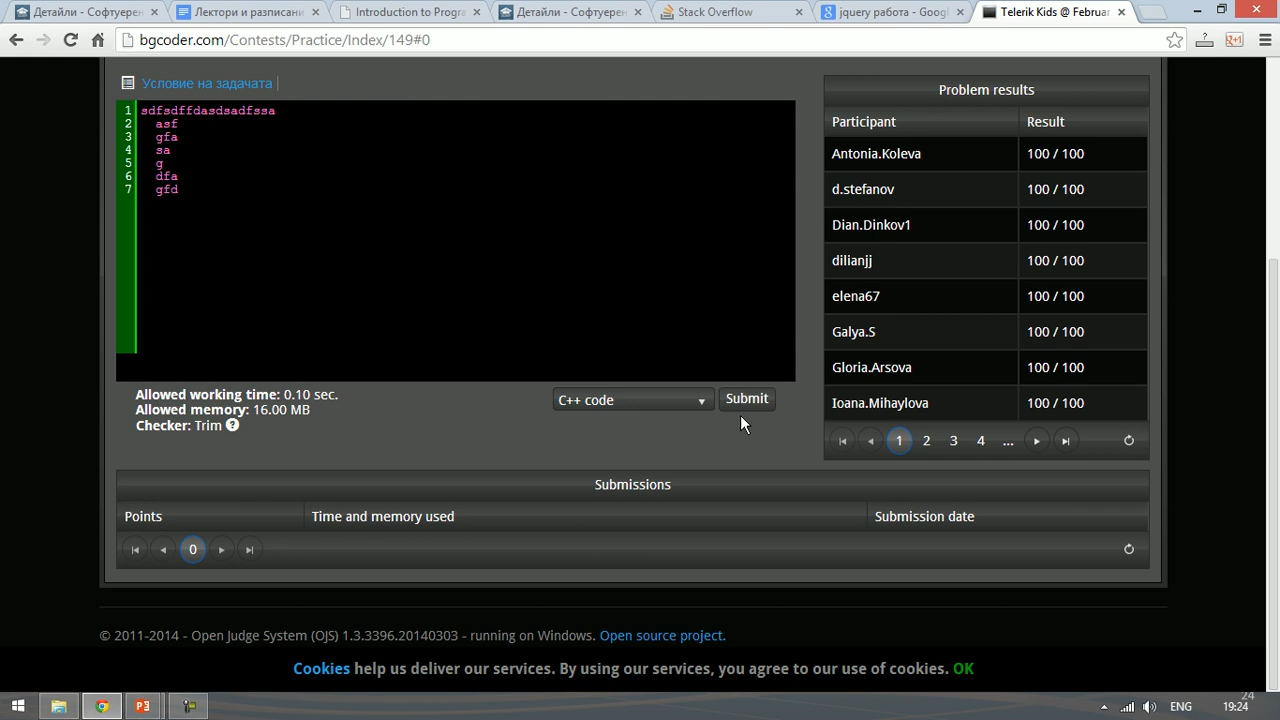 Детайли - Софтуерен
Лектори и разписани
Introduction to Progra
Детайли - Софтуерен
Stack Overflow
jquery работа - Googl
Telerik Kids @ Februar
bgcoder.com/Contests/Practice/Index/149#0
Условие на задачата
1 sdfsdffdasdsadfssa
2 asf
3 gfa
4 sa
5 g
6 dfa
7 gfd
Allowed working time: 0.10 sec.
Allowed memory: 16.00 MB
Checker: Trim ?
C++ code
Submit
Problem results
Participant Result
Antonia.Koleva 100 / 100
d.stefanov 100 / 100
Dian.Dinkov1 100 / 100
dilianjj 100 / 100
elena67 100 / 100
Galya.S 100 / 100
Gloria.Arsova 100 / 100
Ioana.Mihaylova 100 / 100
1 2 3 4 ...
Submissions
Points Time and memory used Submission date
0
© 2011-2014 - Open Judge System (OJS) 1.3.3396.20140303 - running on Windows. Open source project.
Cookies help us deliver our services. By using our services, you agree to our use of cookies. OK
ENG 19:24